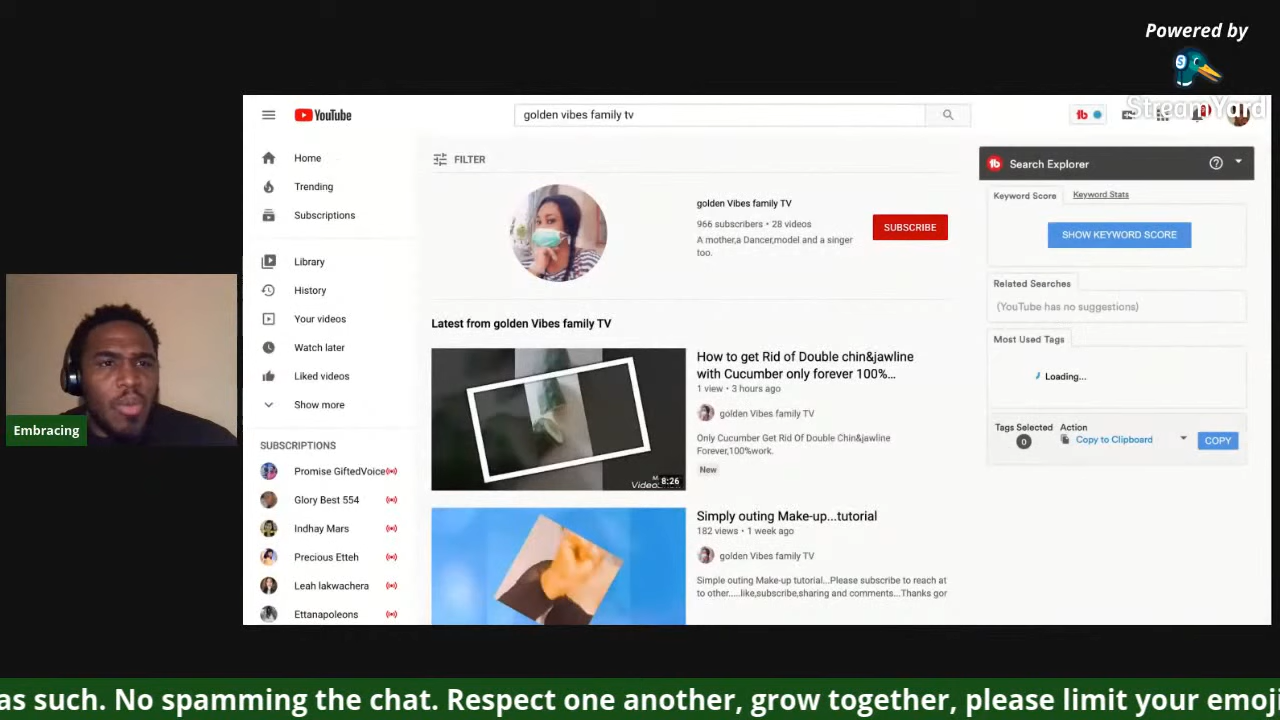 Powered by
StreamYard
YouTube
golden vibes family tv
Home
Trending
Subscriptions
Library
History
Your videos
Watch later
Liked videos
Show more
SUBSCRIPTIONS
Promise GiftedVoice
Glory Best 554
Indhay Mars
Precious Etteh
Leah lakwachera
Ettanapoleons
FILTER
golden Vibes family TV
966 subscribers • 28 videos
A mother,a Dancer,model and a singer
too.
SUBSCRIBE
Latest from golden Vibes family TV
How to get Rid of Double chin&jawline
with Cucumber only forever 100%...
1 view • 3 hours ago
golden Vibes family TV
Only Cucumber Get Rid Of Double Chin&jawline
Forever,100%work.
New
8:26
Simply outing Make-up...tutorial
182 views • 1 week ago
golden Vibes family TV
Simple outing Make-up tutorial...Please subscribe to reach at
to other.....like,subscribe,sharing and comments...Thanks gor
tb
Search Explorer
Keyword Score
Keyword Stats
SHOW KEYWORD SCORE
Related Searches
(YouTube has no suggestions)
Most Used Tags
Loading...
Tags Selected
0
Action
Copy to Clipboard
COPY
Embracing
as such. No spamming the chat. Respect one another, grow together, please limit your emoji